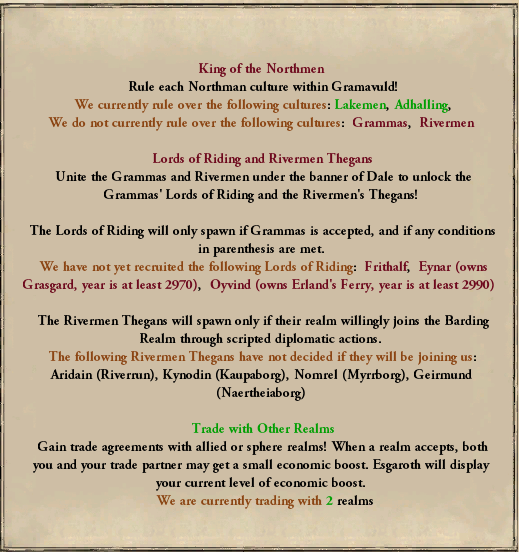 King of the Northmen
Rule each Northman culture within Gramavuld!
We currently rule over the following cultures: Lakemen, Adhalling,
We do not currently rule over the following cultures: Grammas, Rivermen
Lords of Riding and Rivermen Thegans
Unite the Grammas and Rivermen under the banner of Dale to unlock the
Grammas' Lords of Riding and the Rivermen's Thegans!
The Lords of Riding will only spawn if Grammas is accepted, and if any conditions
in parenthesis are met.
We have not yet recruited the following Lords of Riding: Frithalf, Eynar (owns
Grasgard, year is at least 2970), Oyvind (owns Erland's Ferry, year is at least 2990)
The Rivermen Thegans will spawn only if their realm willingly joins the Barding
Realm through scripted diplomatic actions.
The following Rivermen Thegans have not decided if they will be joining us:
Aridain (Riverrun), Kynodin (Kaupaborg), Nomrel (Myrrborg), Geirmund
(Naertheiaborg)
Trade with Other Realms
Gain trade agreements with allied or sphere realms! When a realm accepts, both
you and your trade partner may get a small economic boost. Esgaroth will display
your current level of economic boost.
We are currently trading with 2 realms